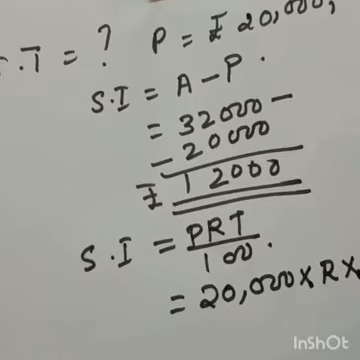 S.I = ? P = ₹ 20,000,
S.I = A - P.
= 32000 -
- 20000
₹ 12000
S.I = PRT
100.
= 20,000 × R ×
InShOt